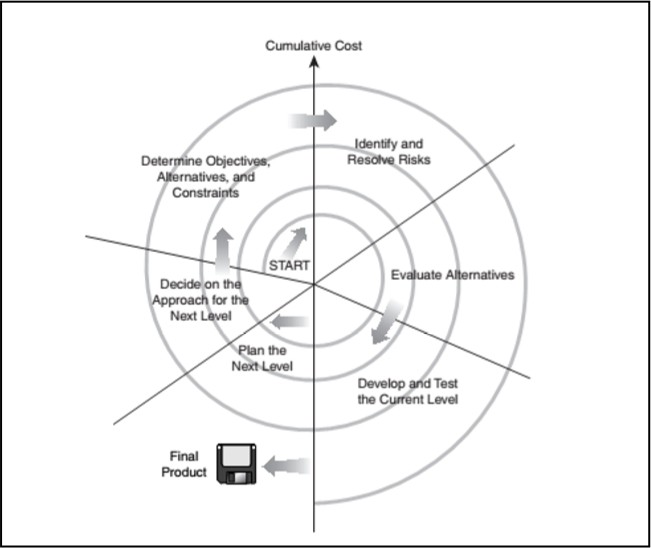 Cumulative Cost
Identify and
Resolve Risks
Determine Objectives,
Alternatives, and
Constraints
START
Evaluate Alternatives
Decide on the
Approach for the
Next Level
Plan the
Next Level
Develop and Test
the Current Level
Final
Product